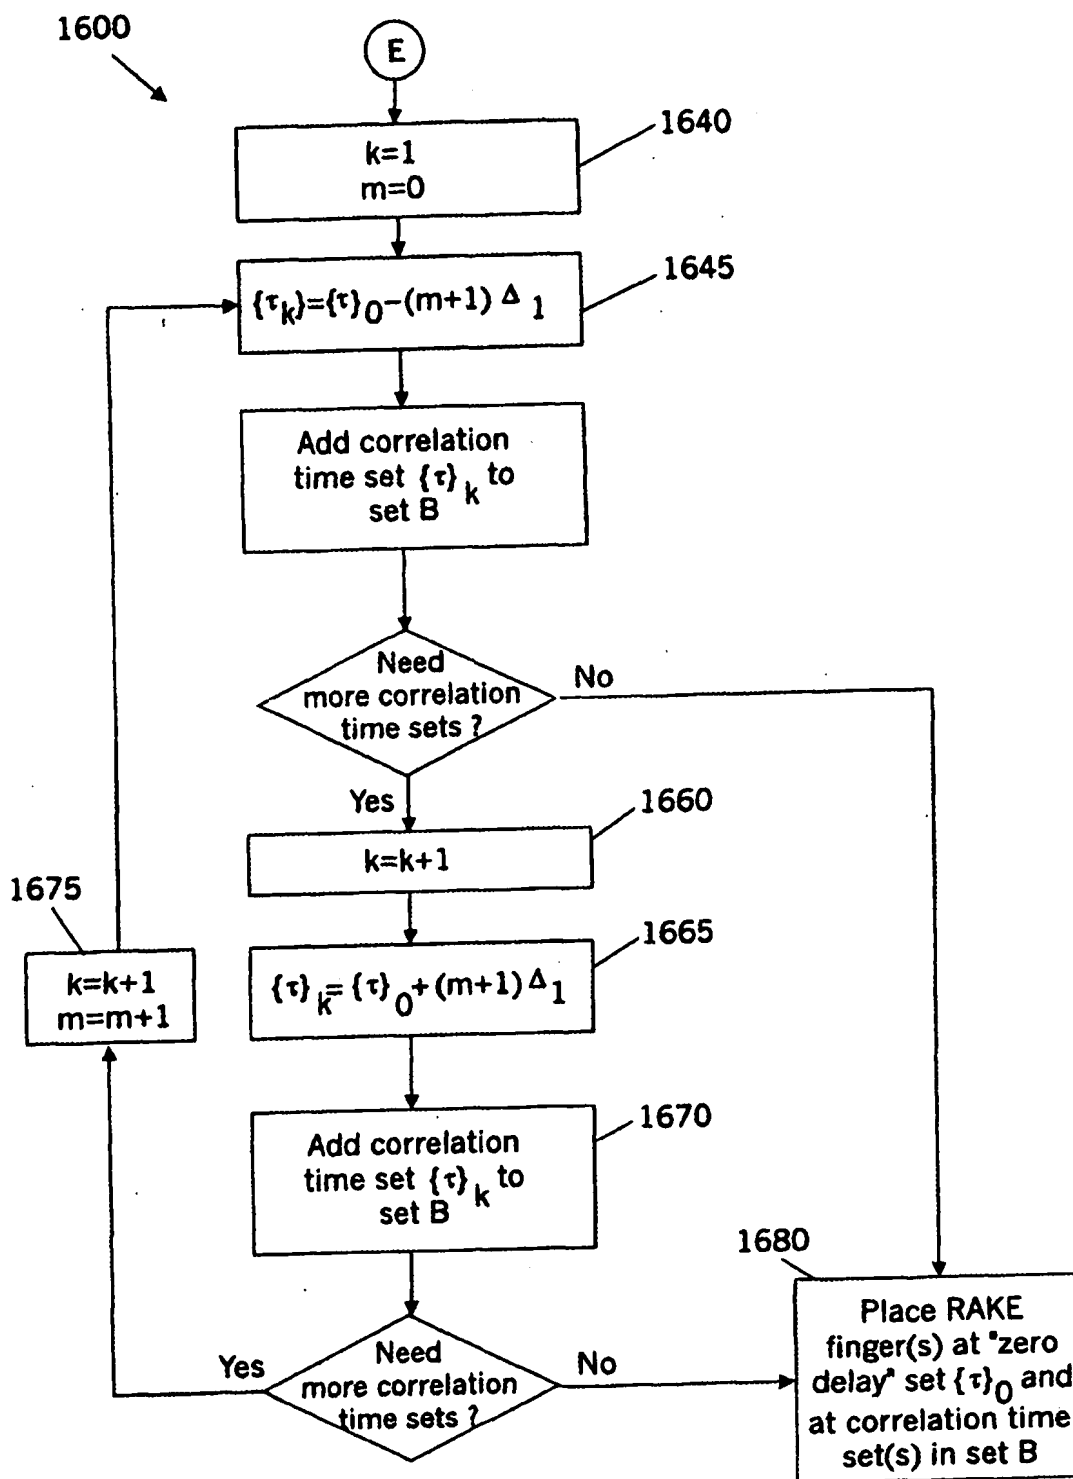 1600
E
1640
k=1
m=0
1645
{τk}={τ}0-(m+1) Δ 1
Add correlation
time set {τ}k to
set B
Need
more correlation
time sets ?
No
Yes
1660
k=k+1
1675
k=k+1
m=m+1
1665
{τ}k={τ}0+(m+1) Δ1
1670
Add correlation
time set {τ}k to
set B
1680
Need
more correlation
time sets ?
Yes
No
Place RAKE
finger(s) at "zero
delay" set {τ}0 and
at correlation time
set(s) in set B